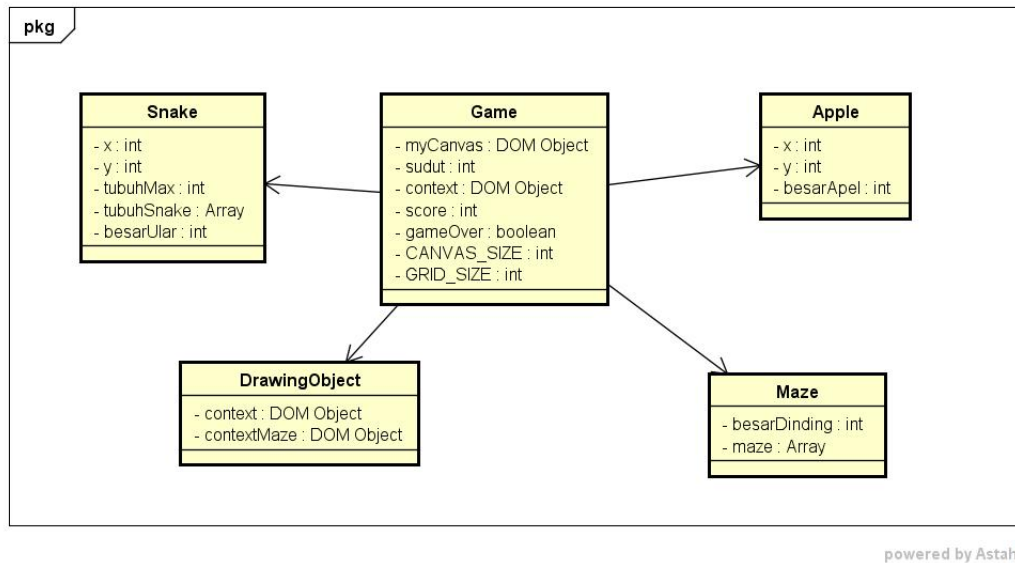 pkg
Snake
- x : int
- y : int
- tubuhMax : int
- tubuhSnake : Array
- besarUlar : int
Game
- myCanvas : DOM Object
- sudut : int
- context : DOM Object
- score : int
- gameOver : boolean
- CANVAS_SIZE : int
- GRID_SIZE : int
Apple
- x : int
- y : int
- besarApel : int
DrawingObject
- context : DOM Object
- contextMaze : DOM Object
Maze
- besarDinding : int
- maze : Array
powered by Astah